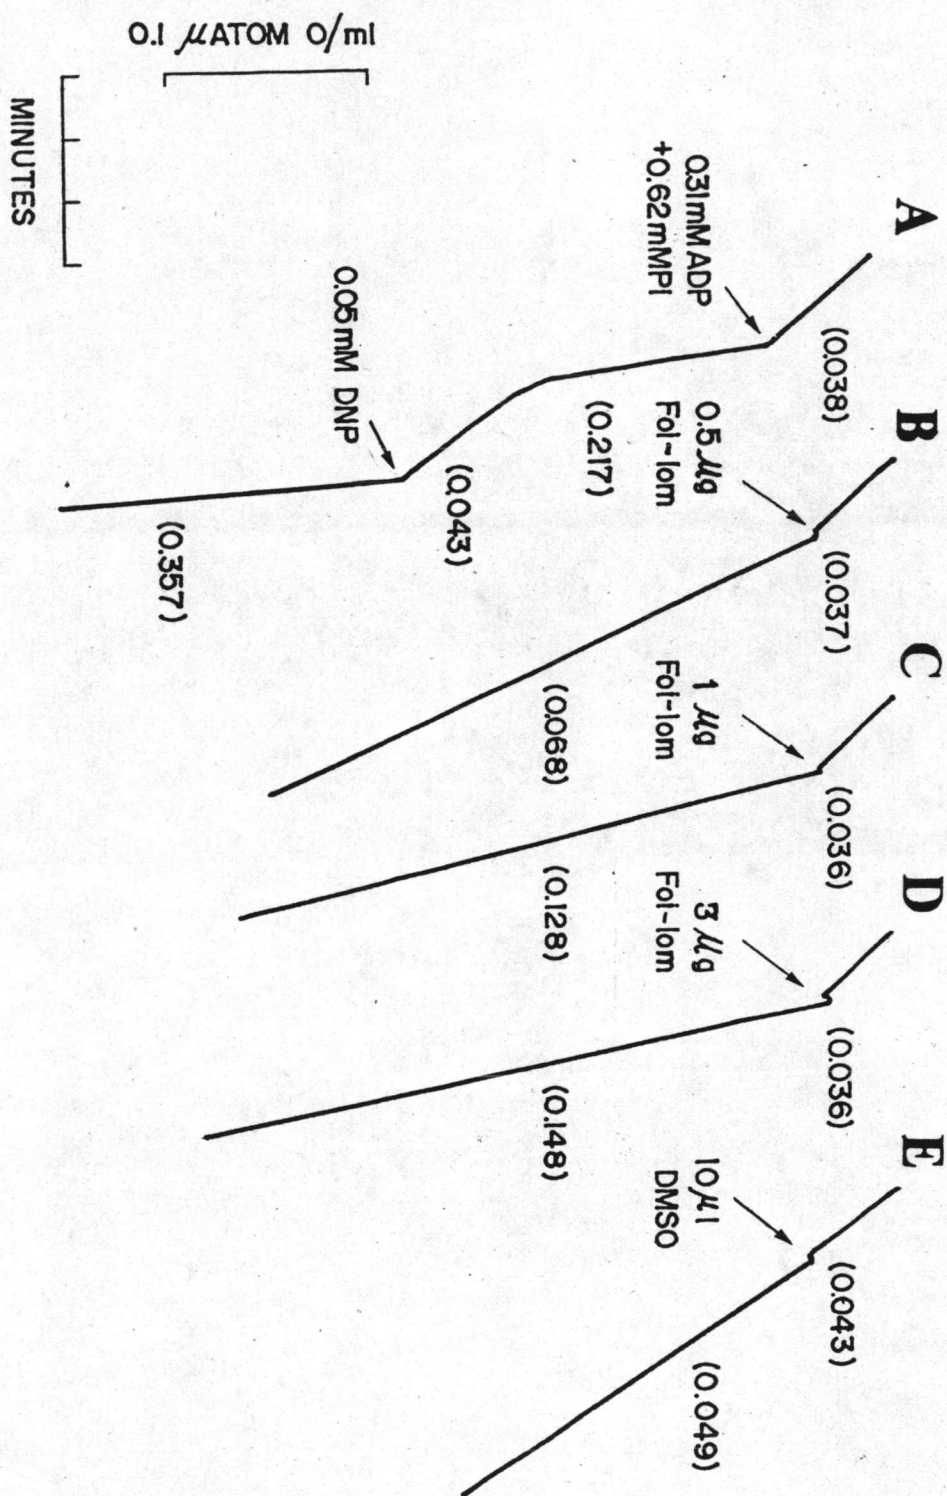 A
B
C
D
E
0.31mM ADP
+0.62mMPI
(0.038)
(0.217)
0.05mM DNP
(0.043)
(0.357)
0.5 µg
Fol-lom
(0.037)
(0.068)
1 µg
Fol-lom
(0.036)
(0.128)
3 µg
Fol-lom
(0.036)
(0.148)
10 µl
DMSO
(0.043)
(0.049)
0.1 µATOM O/ml
MINUTES